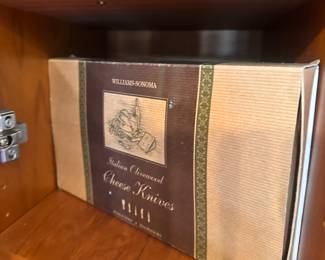 WILLIAMS-SONOMA
Italian Olivewood
Cheese Knives